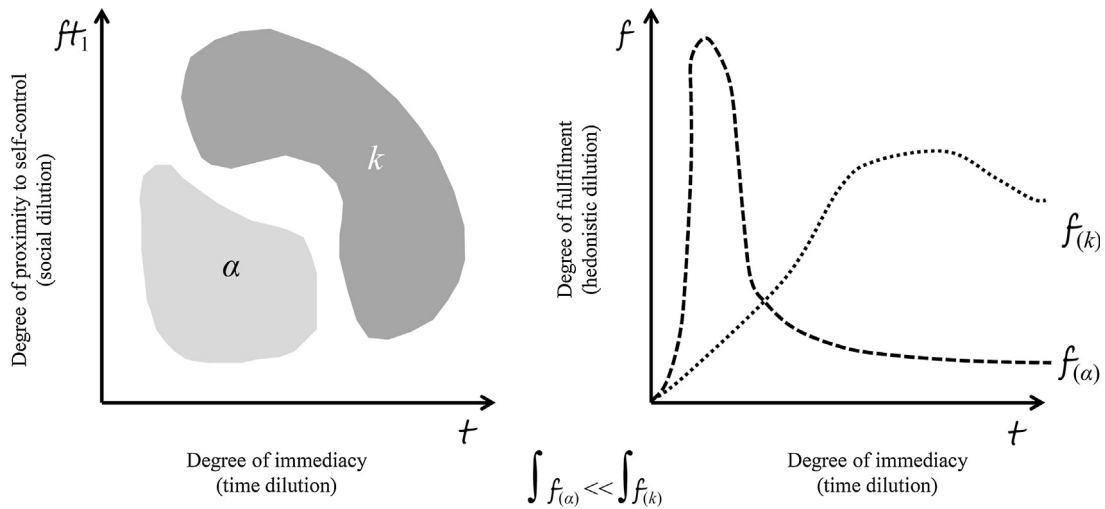 ƒt₁
Degree of proximity to self-control
(social dilution)
k
α
t
Degree of immediacy
(time dilution)
f
Degree of fullfilment
(hedonistic dilution)
f(k)
f(α)
t
Degree of immediacy
(time dilution)
∫ f(α) << ∫ f(k)